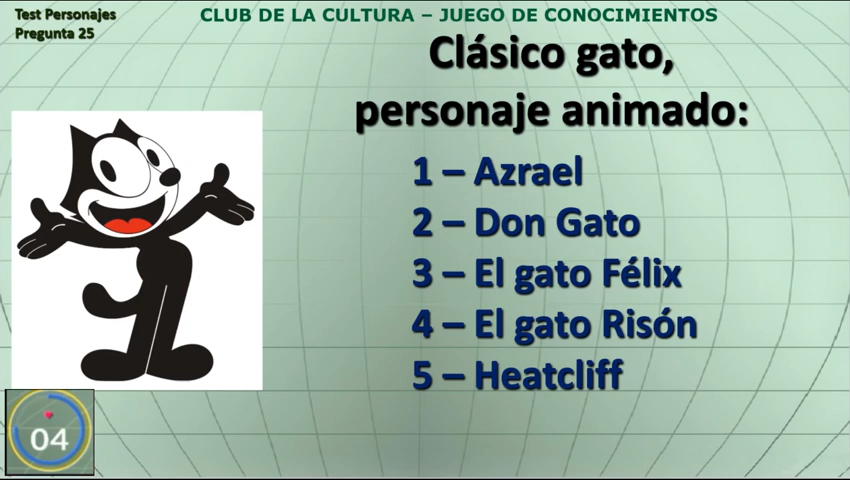 Test Personajes
Pregunta 25
CLUB DE LA CULTURA – JUEGO DE CONOCIMIENTOS
Clásico gato,
personaje animado:
1 – Azrael
2 – Don Gato
3 – El gato Félix
4 – El gato Risón
5 – Heatcliff
04